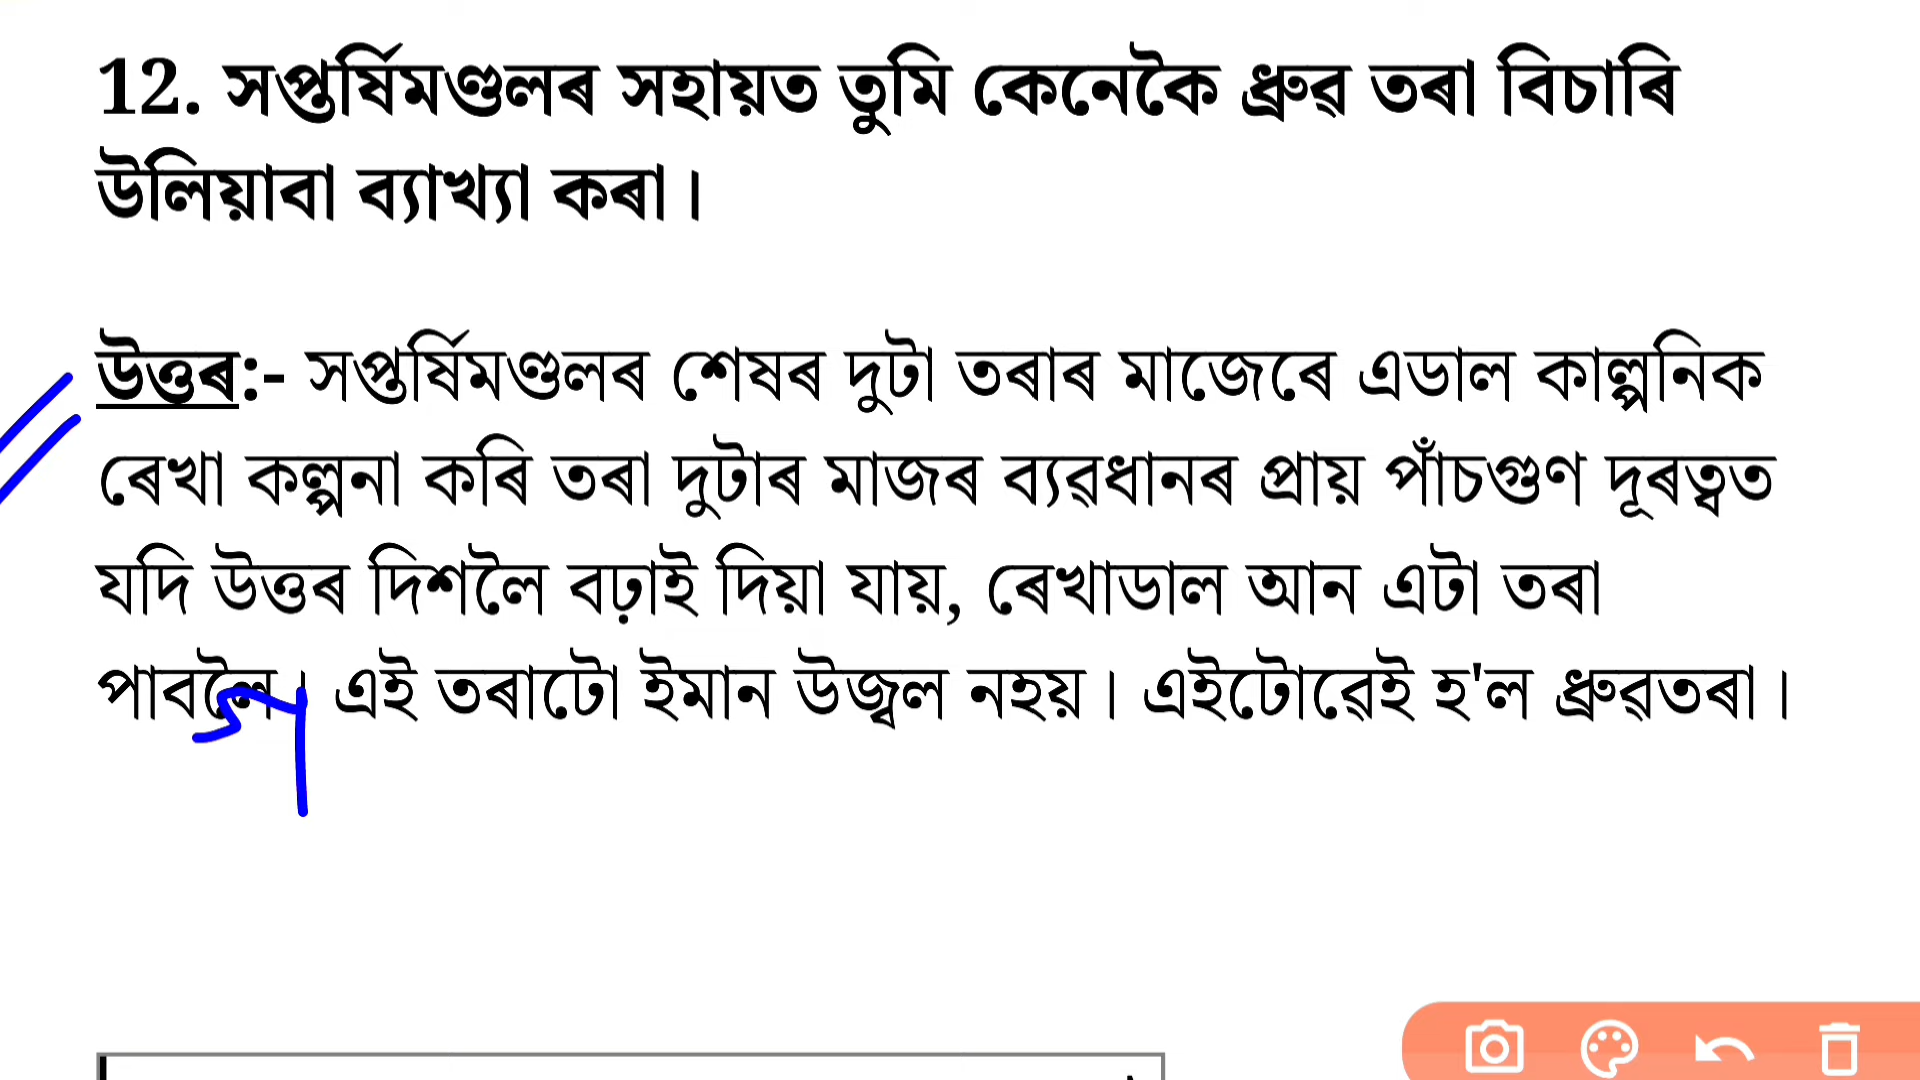 12. সপ্তৰ্ষিমণ্ডলৰ সহায়ত তুমি কেনেকৈ ধ্ৰুৱ তৰা বিচাৰি
উলিয়াবা ব্যাখ্যা কৰা।
উত্তৰ:- সপ্তৰ্ষিমণ্ডলৰ শেষৰ দুটা তৰাৰ মাজেৰে এডাল কাল্পনিক
ৰেখা কল্পনা কৰি তৰা দুটাৰ মাজৰ ব্যৱধানৰ প্ৰায় পাঁচগুণ দূৰত্বত
যদি উত্তৰ দিশলৈ বঢ়াই দিয়া যায়, ৰেখাডাল আন এটা তৰা
পাবলৈ। এই তৰাটো ইমান উজ্বল নহয়। এইটোৱেই হ'ল ধ্ৰুৱতৰা।